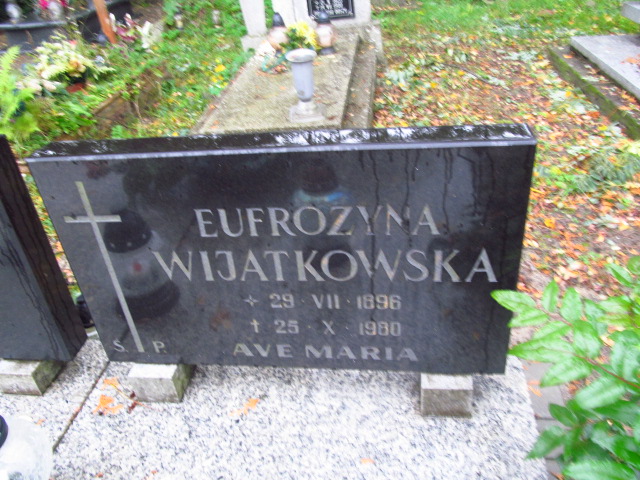 EUFROZYNA
WIJATKOWSKA
+ 29 · VII · 1896
† 25 · X · 1980
Ś. P. AVE MARIA